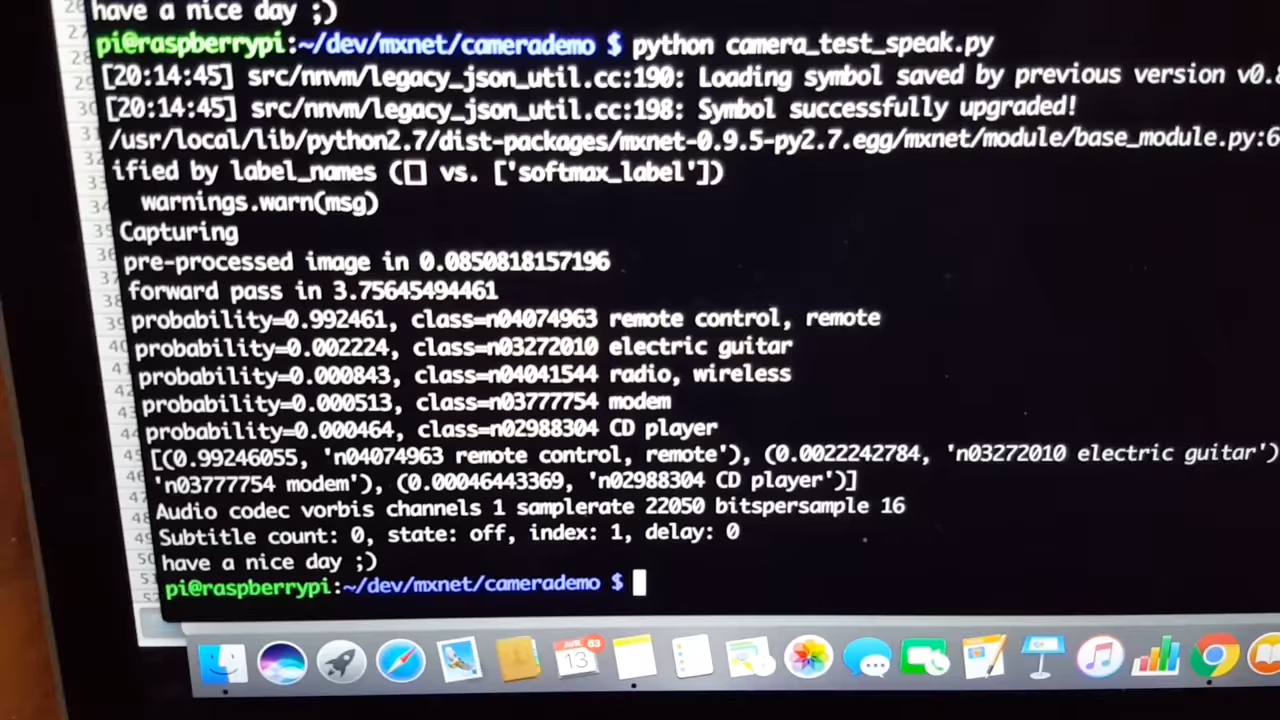 have a nice day ;)
pi@raspberrypi:~/dev/mxnet/camerademo $ python camera_test_speak.py
[20:14:45] src/nnvm/legacy_json_util.cc:190: Loading symbol saved by previous version v0.8
[20:14:45] src/nnvm/legacy_json_util.cc:198: Symbol successfully upgraded!
/usr/local/lib/python2.7/dist-packages/mxnet-0.9.5-py2.7.egg/mxnet/module/base_module.py:6
ified by label_names ([] vs. ['softmax_label'])
warnings.warn(msg)
Capturing
pre-processed image in 0.0850818157196
forward pass in 3.75645494461
probability=0.992461, class=n04074963 remote control, remote
probability=0.002224, class=n03272010 electric guitar
probability=0.000843, class=n04041544 radio, wireless
probability=0.000513, class=n03777754 modem
probability=0.000464, class=n02988304 CD player
[(0.99246055, 'n04074963 remote control, remote'), (0.0022242784, 'n03272010 electric guitar')
'n03777754 modem'), (0.00046443369, 'n02988304 CD player')]
Audio codec vorbis channels 1 samplerate 22050 bitspersample 16
Subtitle count: 0, state: off, index: 1, delay: 0
have a nice day ;)
pi@raspberrypi:~/dev/mxnet/camerademo $
13